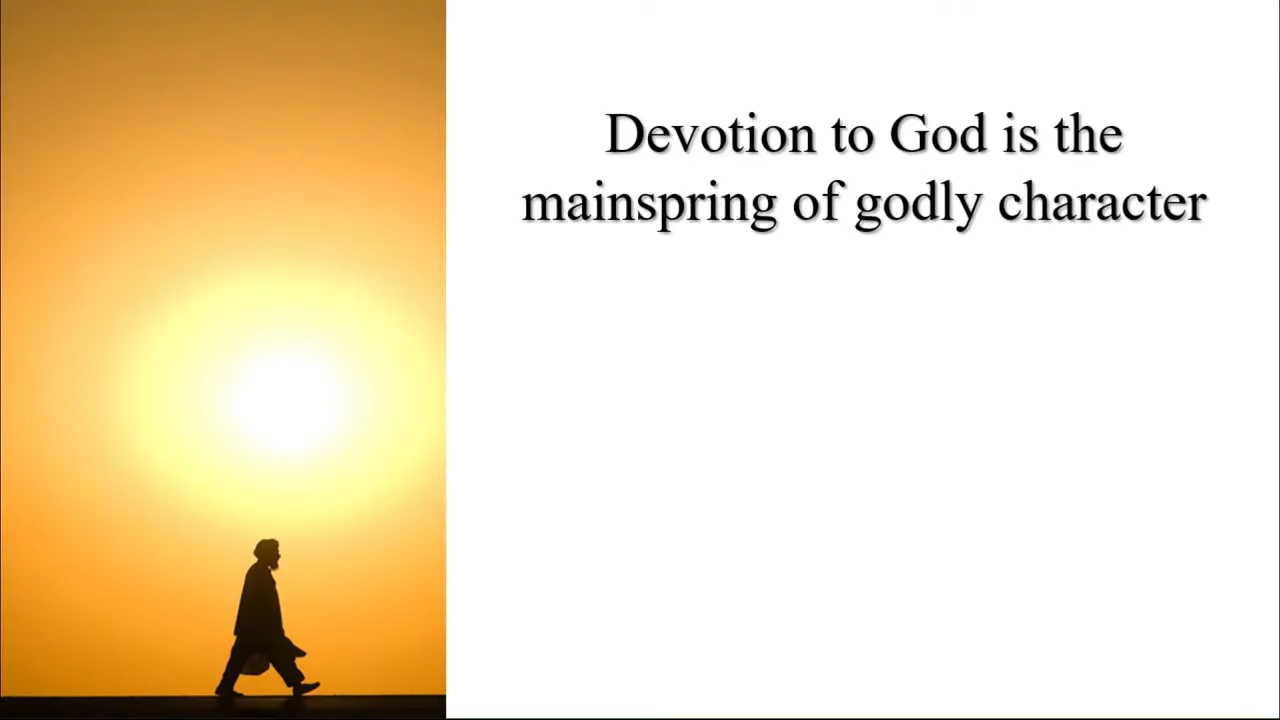 Devotion to God is the
mainspring of godly character